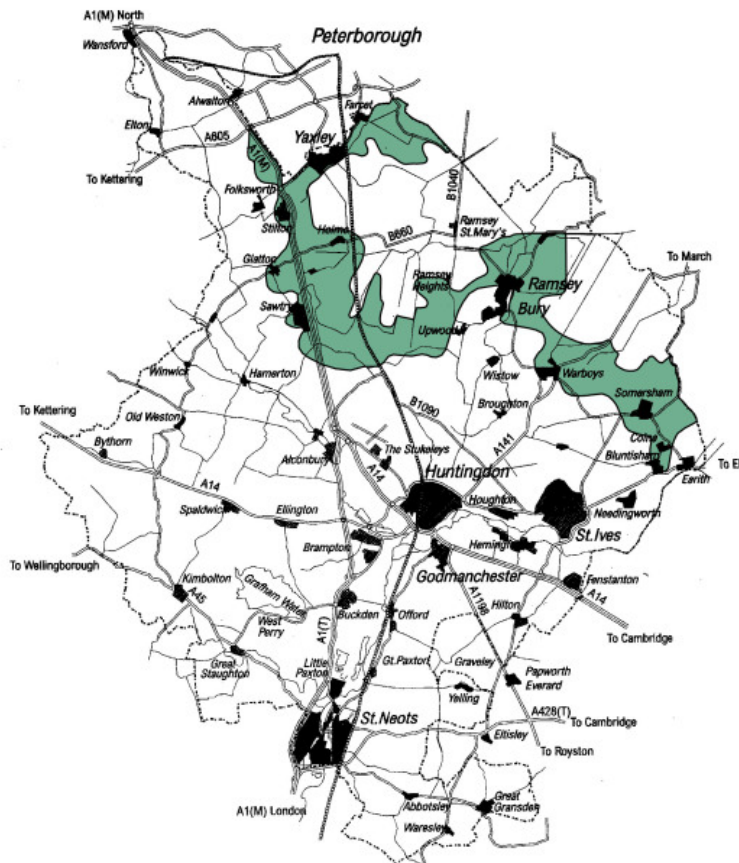 A1(M) North
Wansford
Peterborough
Alwalton
Farcet
Elton
A605
Yaxley
A1(M)
B1040
To Kettering
Folksworth
Stilton
Holme
B660
Ramsey
St.Mary's
Glatton
To March
Ramsey
Heights
Ramsey
Sawtry
Bury
Upwood
Winwick
Hamerton
Wistow
Warboys
To Kettering
B1090
Broughton
Somersham
Old Weston
Bythorn
The Stukeleys
A141
Colne
Alconbury
Bluntisham
To El
A14
A14
Huntingdon
Earith
Spaldwick
Ellington
Houghton
Needingworth
St.Ives
Brampton
Heming
To Wellingborough
Godmanchester
Kimbolton
Fenstanton
A45
Grafham Water
A14
Buckden
Offord
A1198
Hilton
West
Perry
To Cambridge
A1(T)
Great
Staughton
Little
Paxton
Gt.Paxton
Graveley
Papworth
Everard
Yelling
St.Neots
A428(T)
To Cambridge
Eltisley
To Royston
A1(M) London
Abbotsley
Great
Gransden
Waresley